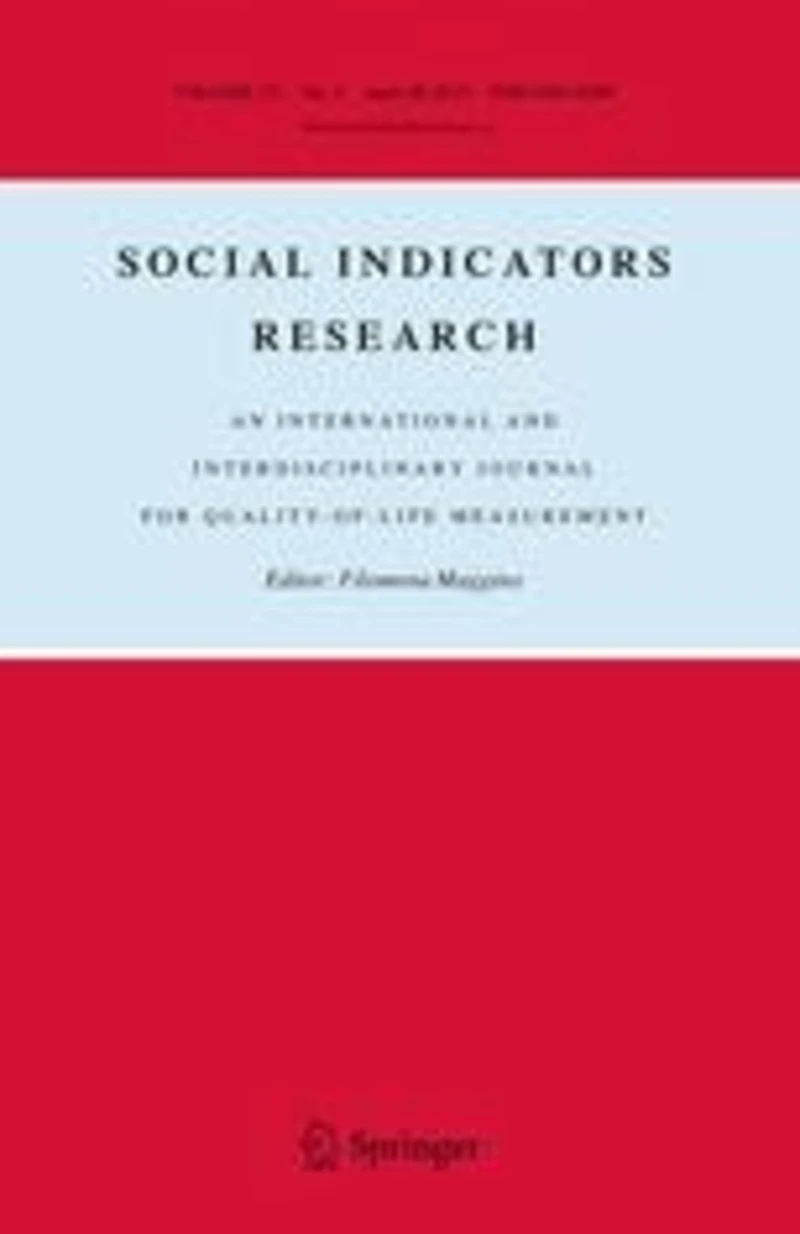 SOCIAL INDICATORS
RESEARCH
AN INTERNATIONAL AND
INTERDISCIPLINARY JOURNAL
FOR QUALITY-OF-LIFE MEASUREMENT
Editor: Filomena Maggino
Springer